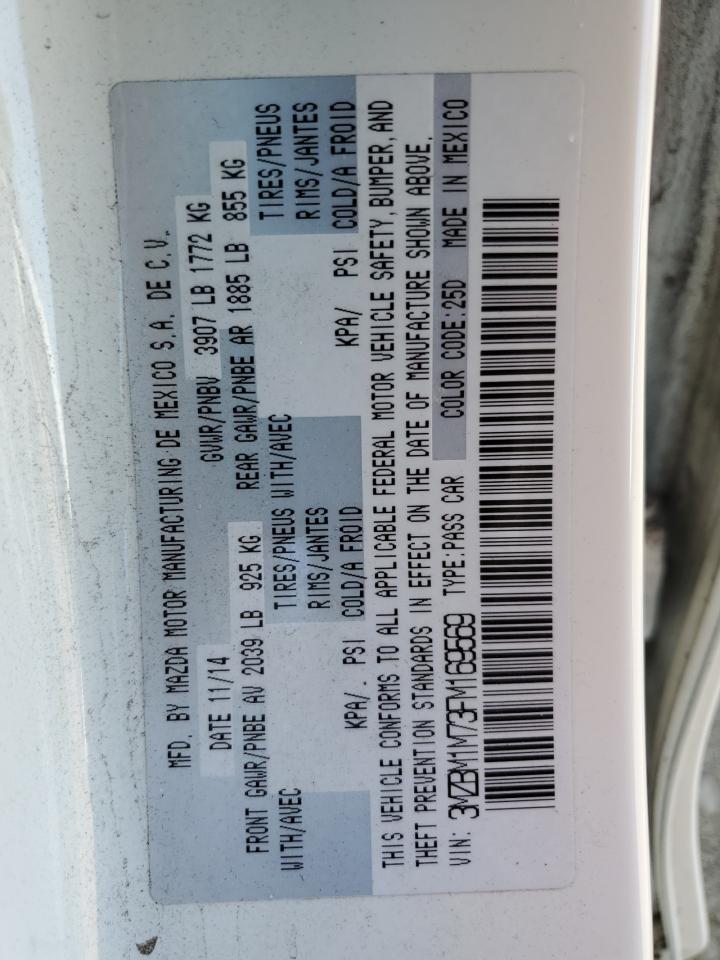 MFD. BY MAZDA MOTOR MANUFACTURING DE MEXICO S.A. DE C.V.
DATE 11/14 GVWR/PNBV 3907 LB 1772 KG
FRONT GAWR/PNBE AV 2039 LB 925 KG REAR GAWR/PNBE AR 1885 LB 855 KG
WITH/AVEC TIRES/PNEUS WITH/AVEC TIRES/PNEUS
RIMS/JANTES RIMS/JANTES
KPA/. PSI COLD/A FROID KPA/ PSI COLD/A FROID
THIS VEHICLE CONFORMS TO ALL APPLICABLE FEDERAL MOTOR VEHICLE SAFETY, BUMPER, AND
THEFT PREVENTION STANDARDS IN EFFECT ON THE DATE OF MANUFACTURE SHOWN ABOVE.
VIN: 3MZBM1M73FM169569 TYPE:PASS CAR COLOR CODE:25D MADE IN MEXICO